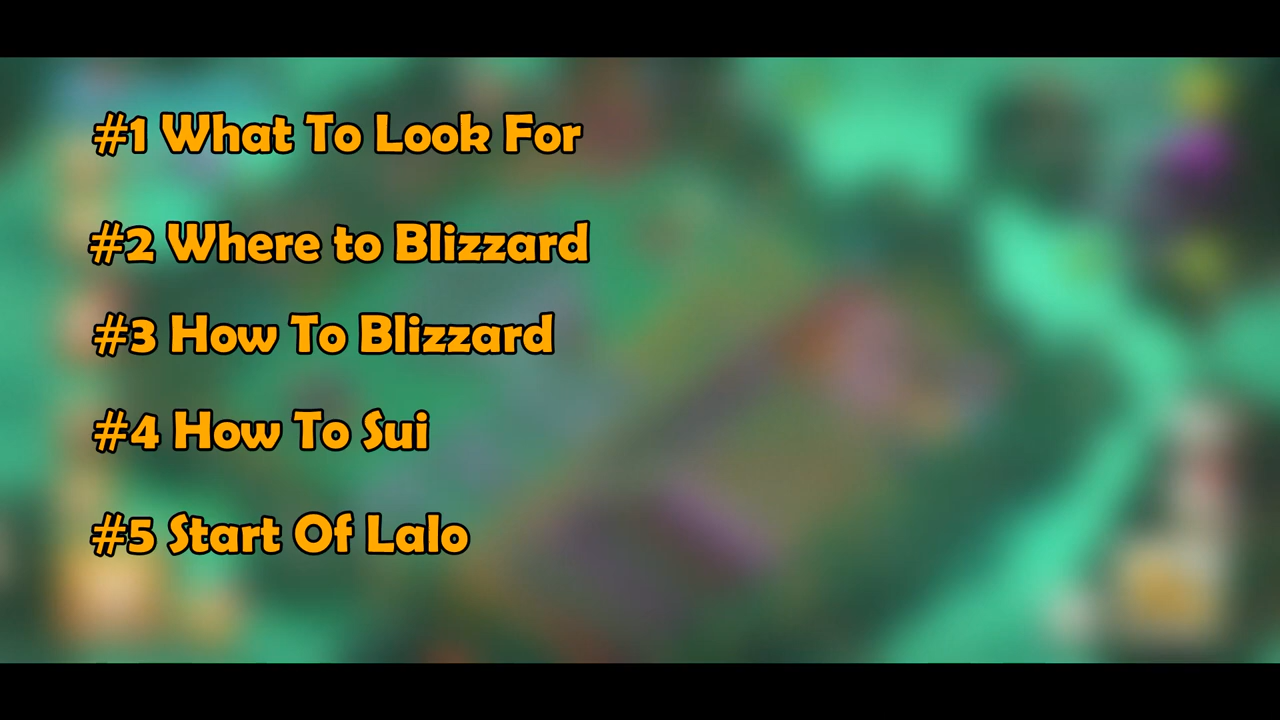 #1 What To Look For
#2 Where to Blizzard
#3 How To Blizzard
#4 How To Sui
#5 Start Of Lalo